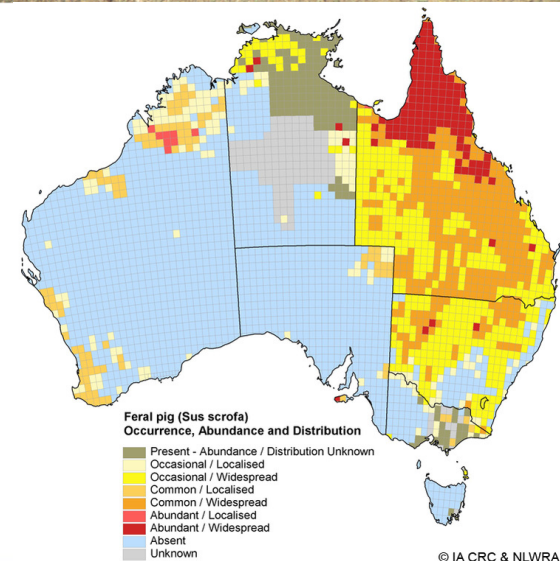 Feral pig (Sus scrofa)
Occurrence, Abundance and Distribution
Present - Abundance / Distribution Unknown
Occasional / Localised
Occasional / Widespread
Common / Localised
Common / Widespread
Abundant / Localised
Abundant / Widespread
Absent
Unknown
© IA CRC & NLWRA